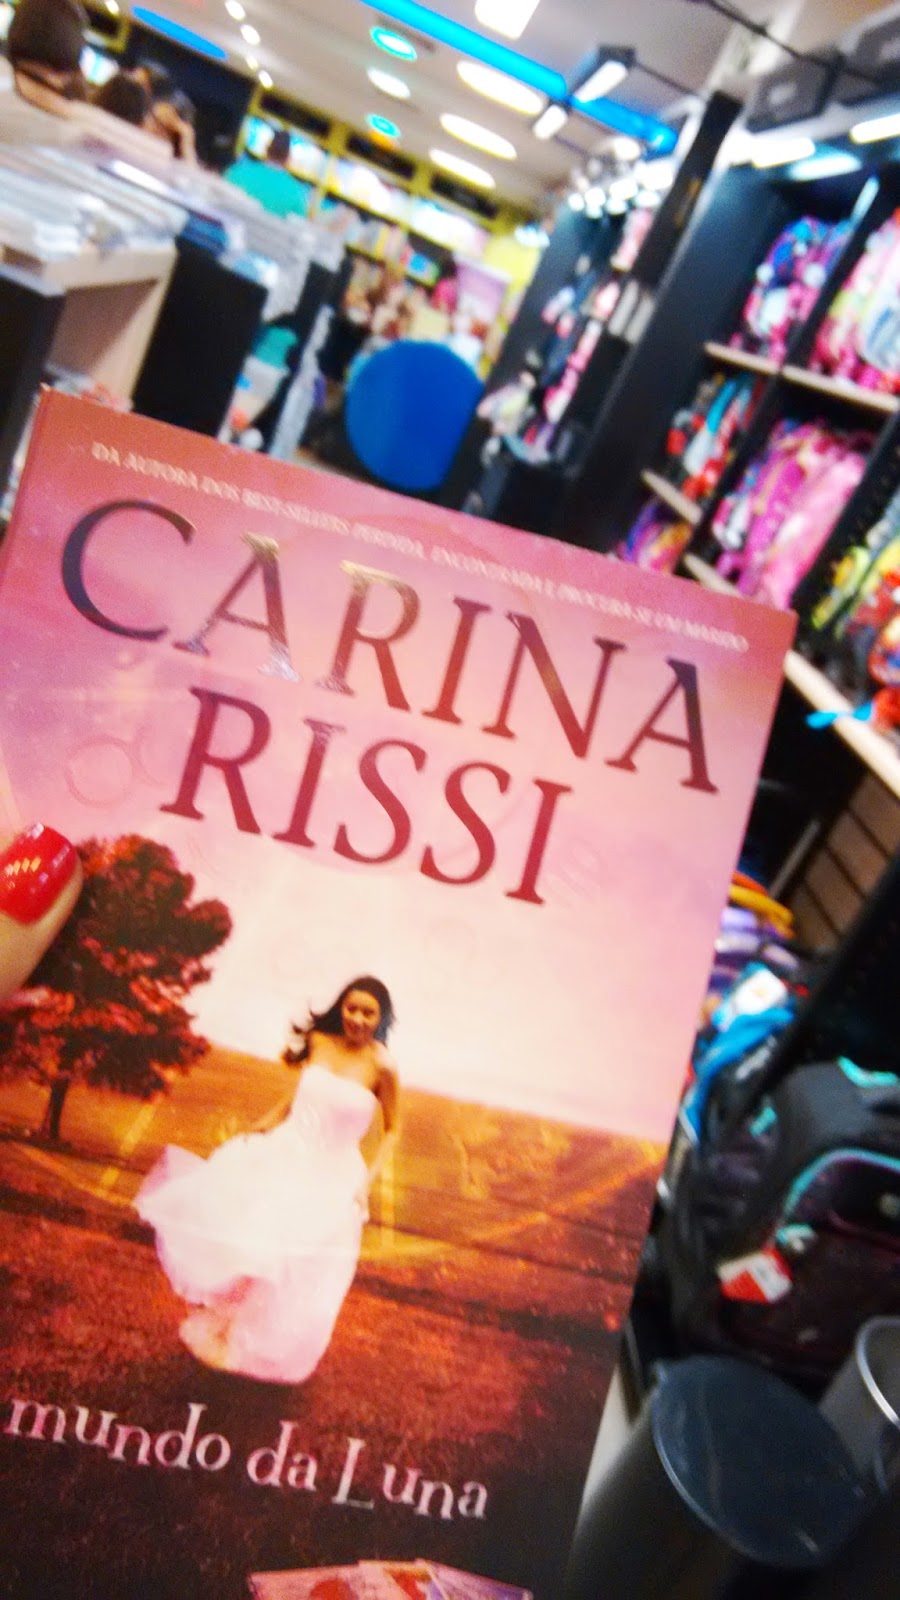 DA AUTORA DOS BEST-SELLERS PERDIDA, ENCONTRADA E PROCURA-SE UM MARIDO
CARINA
RISSI
mundo da Luna